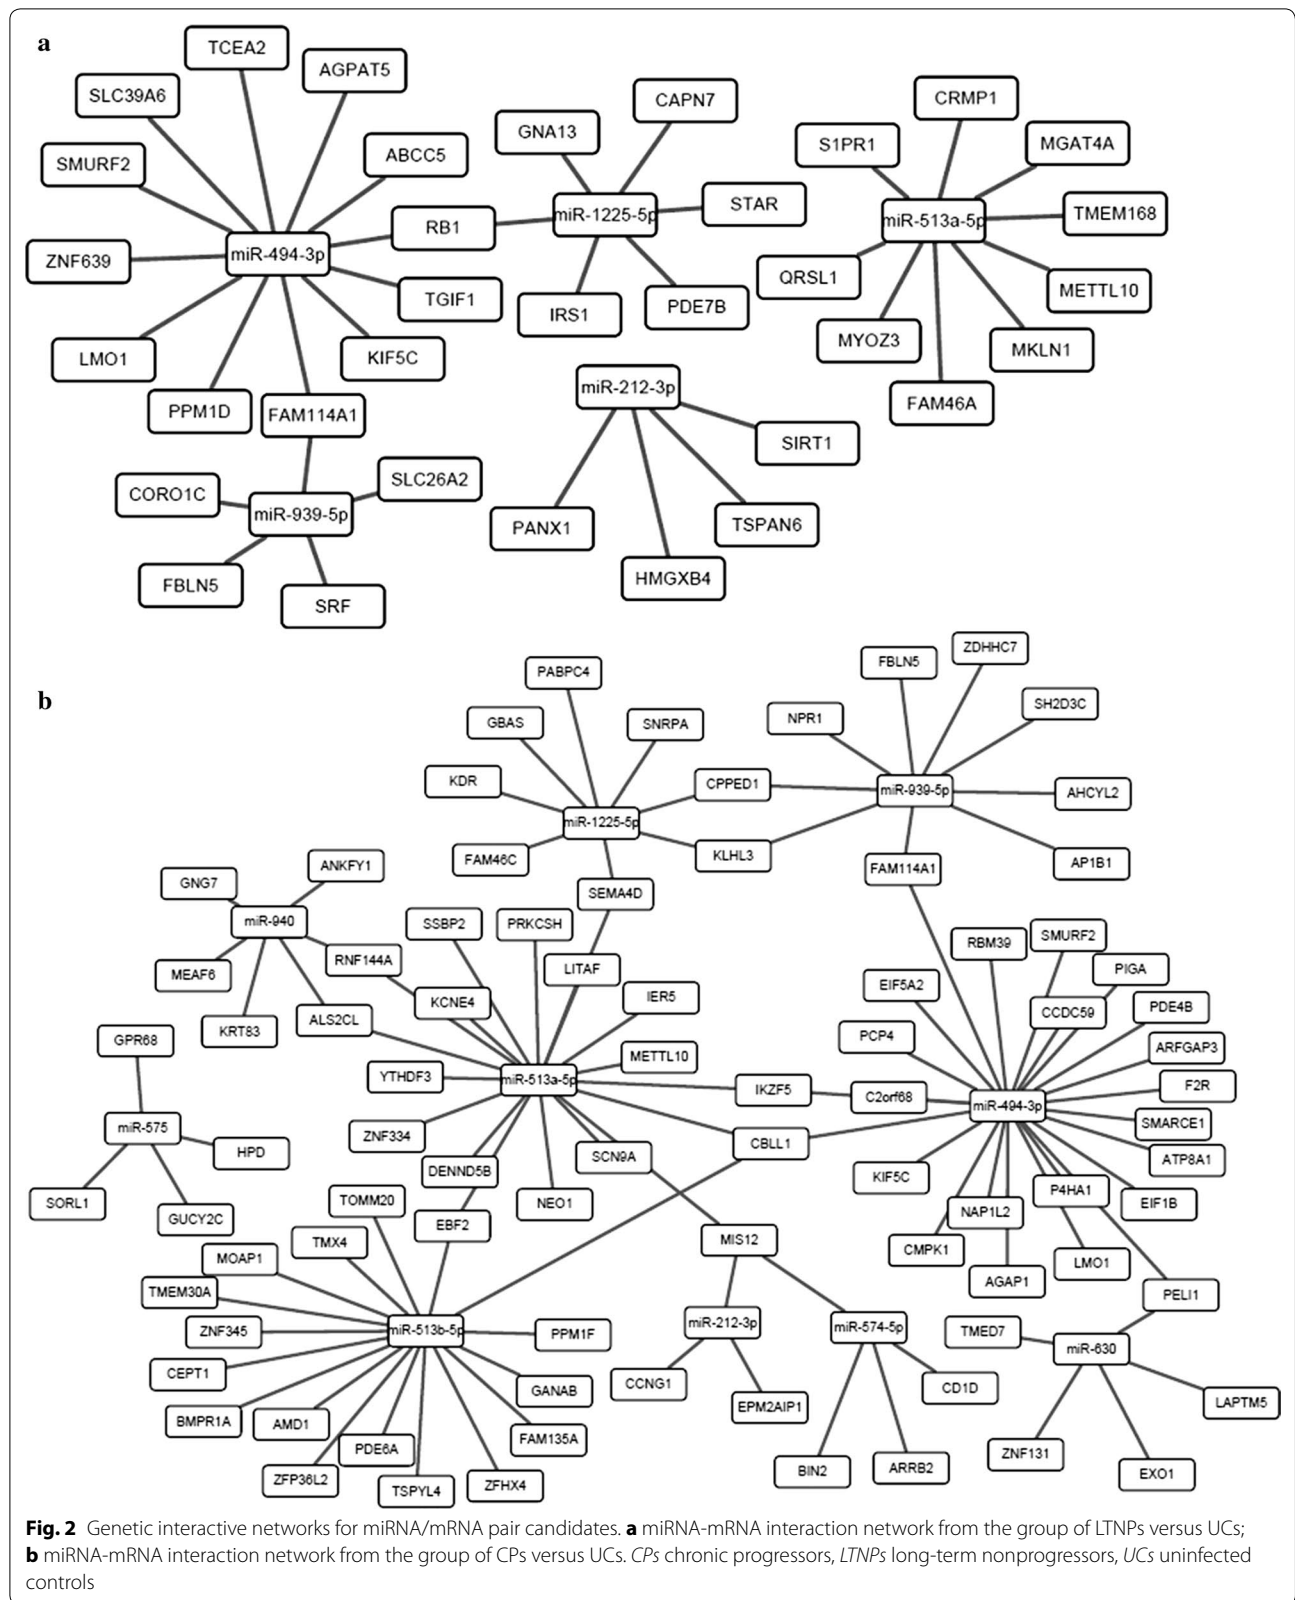 a
TCEA2
AGPAT5
SLC39A6
CAPN7
CRMP1
GNA13
S1PR1
MGAT4A
ABCC5
SMURF2
STAR
TMEM168
RB1
miR-1225-5p
miR-513a-5p
miR-494-3p
ZNF639
QRSL1
METTL10
TGIF1
PDE7B
IRS1
MYOZ3
MKLN1
LMO1
KIF5C
miR-212-3p
FAM46A
PPM1D
FAM114A1
SIRT1
SLC26A2
CORO1C
miR-939-5p
TSPAN6
PANX1
HMGXB4
FBLN5
SRF
b
ZDHHC7
FBLN5
PABPC4
SH2D3C
NPR1
GBAS
SNRPA
KDR
CPPED1
miR-939-5p
AHCYL2
miR-1225-5p
FAM46C
KLHL3
AP1B1
FAM114A1
ANKFY1
GNG7
SEMA4D
miR-940
SSBP2
PRKCSH
RBM39
SMURF2
RNF144A
LITAF
PIGA
MEAF6
EIF5A2
KCNE4
IER5
CCDC59
PDE4B
KRT83
ALS2CL
PCP4
GPR68
METTL10
ARFGAP3
YTHDF3
miR-513a-5p
IKZF5
C2orf68
F2R
miR-494-3p
SMARCE1
miR-575
ZNF334
CBLL1
HPD
SCN9A
ATP8A1
DENND5B
KIF5C
P4HA1
SORL1
TOMM20
NEO1
EIF1B
GUCY2C
EBF2
NAP1L2
TMX4
MIS12
CMPK1
MOAP1
LMO1
AGAP1
TMEM30A
PELI1
miR-212-3p
miR-574-5p
ZNF345
miR-513b-5p
PPM1F
TMED7
miR-630
CEPT1
CCNG1
CD1D
GANAB
LAPTM5
EPM2AIP1
BMPR1A
AMD1
FAM135A
PDE6A
ZNF131
ZFP36L2
BIN2
ARRB2
EXO1
TSPYL4
ZFHX4
Fig. 2 Genetic interactive networks for miRNA/mRNA pair candidates. a miRNA-mRNA interaction network from the group of LTNPs versus UCs;
b miRNA-mRNA interaction network from the group of CPs versus UCs. CPs chronic progressors, LTNPs long-term nonprogressors, UCs uninfected
controls